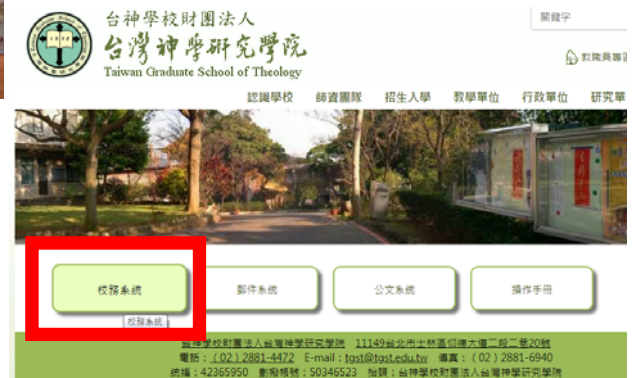 台神學校財團法人
台灣神學研究學院
Taiwan Graduate School of Theology
關鍵字
教職員專區
認識學校 師資團隊 招生入學 教學單位 行政單位 研究單
校務系統 郵件系統 公文系統 操作手冊
校務系統
台神學校財團法人台灣神學研究學院 11149台北市士林區仰德大道二段二巷20號
電話：(02)2881-4472 E-mail：tgst@tgst.edu.tw 傳真：(02)2881-6940
統編：42365950 劃撥帳號：50346523 抬頭：台神學校財團法人台灣神學研究學院